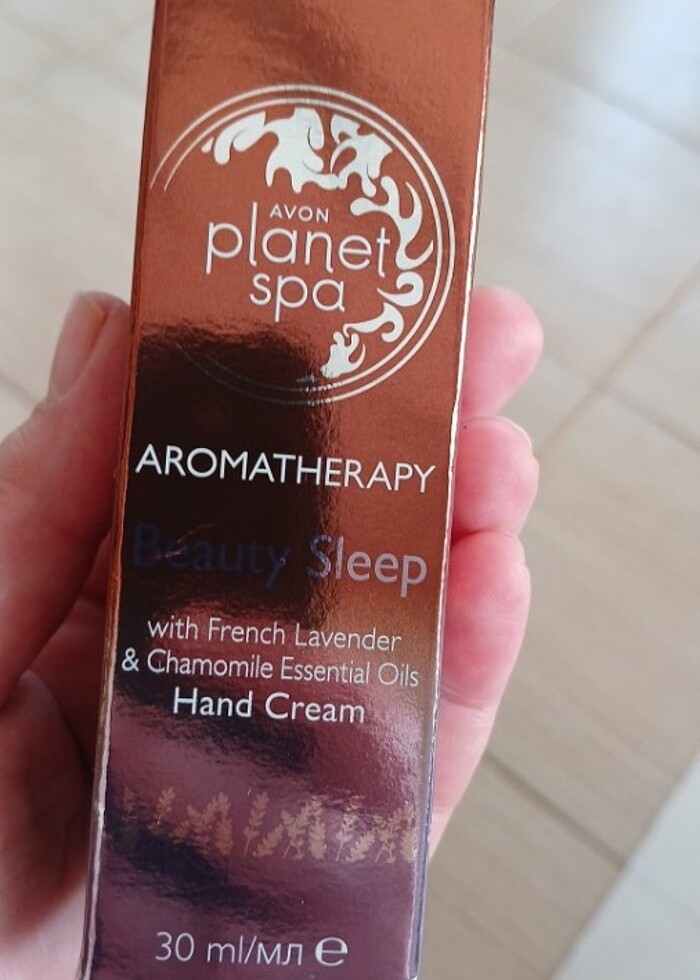 AVON
planet
spa
AROMATHERAPY
Beauty Sleep
with French Lavender
& Chamomile Essential Oils
Hand Cream
30 ml/мл ℮